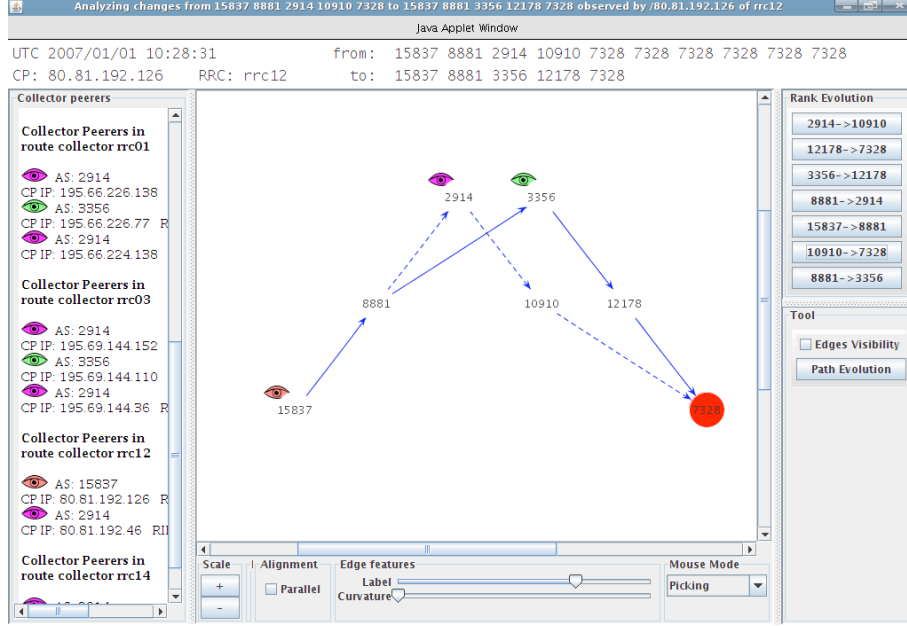 Analyzing changes from 15837 8881 2914 10910 7328 to 15837 8881 3356 12178 7328 observed by /80.81.192.126 of rrc12
Java Applet Window
UTC 2007/01/01 10:28:31 from: 15837 8881 2914 10910 7328 7328 7328 7328 7328 7328
CP: 80.81.192.126 RRC: rrc12 to: 15837 8881 3356 12178 7328
Collector peerers
Collector Peerers in
route collector rrc01
AS: 2914
CP IP: 195.66.226.138
AS: 3356
CP IP: 195.66.226.77 R
AS: 2914
CP IP: 195.66.224.138
Collector Peerers in
route collector rrc03
AS: 2914
CP IP: 195.69.144.152
AS: 3356
CP IP: 195.69.144.110
AS: 2914
CP IP: 195.69.144.36 R
Collector Peerers in
route collector rrc12
AS: 15837
CP IP: 80.81.192.126 R
AS: 2914
CP IP: 80.81.192.46 RII
Collector Peerers in
route collector rrc14
2914
3356
8881
10910
12178
15837
7328
Scale
+
-
Alignment
Parallel
Edge features
Label
Curvature
Mouse Mode
Picking
Rank Evolution
2914->10910
12178->7328
3356->12178
8881->2914
15837->8881
10910->7328
8881->3356
Tool
Edges Visibility
Path Evolution